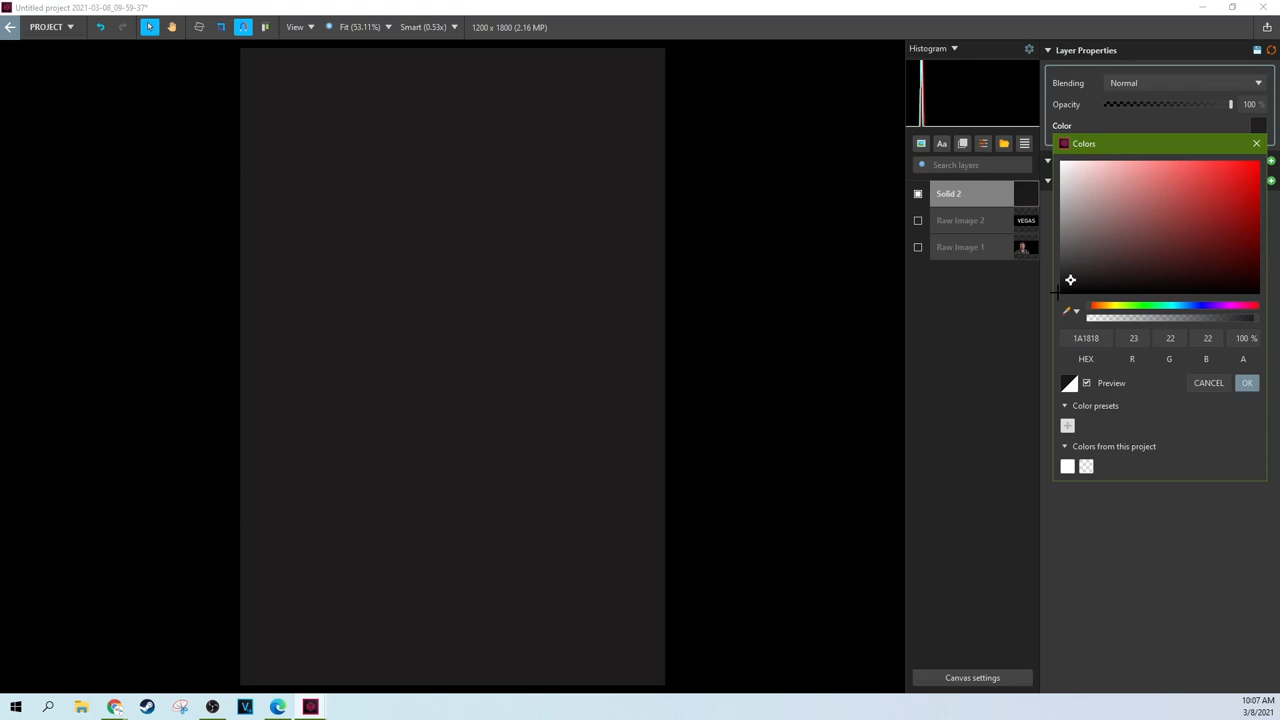 Untitled project 2021-03-08_09-59-37*
PROJECT
View
Fit (53.11%)
Smart (0.53x)
1200 x 1800 (2.16 MP)
Histogram
Layer Properties
Blending
Normal
Opacity
100 %
Color
Colors
Aa
Search layers
Solid 2
Raw Image 2
VEGAS
Raw Image 1
1A1818
23
22
22
100 %
HEX
R
G
B
A
Preview
CANCEL
OK
Color presets
Colors from this project
Canvas settings
V.
10:07 AM
3/8/2021